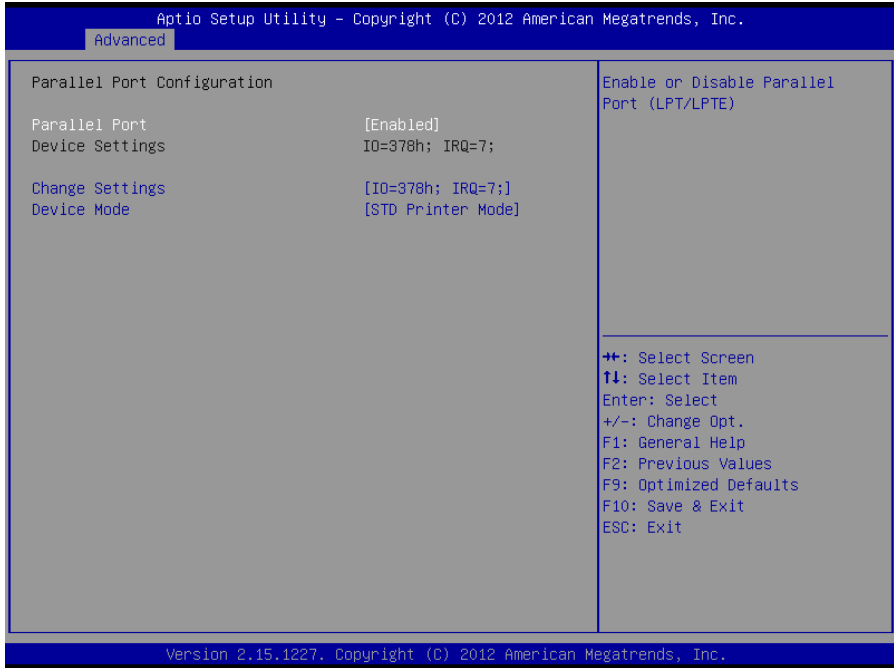 Aptio Setup Utility – Copyright (C) 2012 American Megatrends, Inc.
Advanced
Parallel Port Configuration
Parallel Port [Enabled]
Device Settings IO=378h; IRQ=7;
Change Settings [IO=378h; IRQ=7;]
Device Mode [STD Printer Mode]
Enable or Disable Parallel
Port (LPT/LPTE)
→←: Select Screen
↑↓: Select Item
Enter: Select
+/-: Change Opt.
F1: General Help
F2: Previous Values
F9: Optimized Defaults
F10: Save & Exit
ESC: Exit
Version 2.15.1227. Copyright (C) 2012 American Megatrends, Inc.